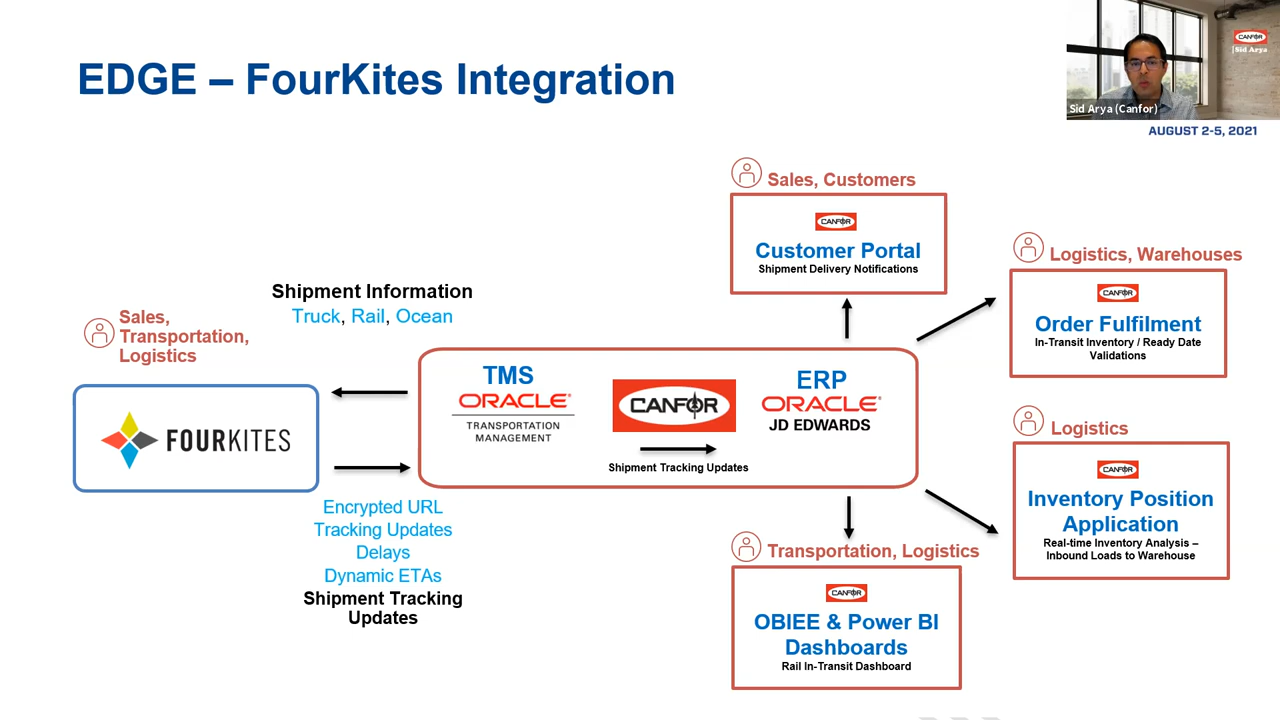 EDGE – FourKites Integration
CANFOR
Sid Arya
Sid Arya (Canfor)
AUGUST 2-5, 2021
Sales, Customers
CANFOR
Customer Portal
Shipment Delivery Notifications
Logistics, Warehouses
CANFOR
Order Fulfilment
In-Transit Inventory / Ready Date
Validations
Shipment Information
Truck, Rail, Ocean
Sales,
Transportation,
Logistics
FOURKITES
TMS
ORACLE
TRANSPORTATION
MANAGEMENT
CANFOR
Shipment Tracking Updates
ERP
ORACLE
JD EDWARDS
Logistics
CANFOR
Inventory Position
Application
Real-time Inventory Analysis –
Inbound Loads to Warehouse
Encrypted URL
Tracking Updates
Delays
Dynamic ETAs
Shipment Tracking
Updates
Transportation, Logistics
CANFOR
OBIEE & Power BI
Dashboards
Rail In-Transit Dashboard